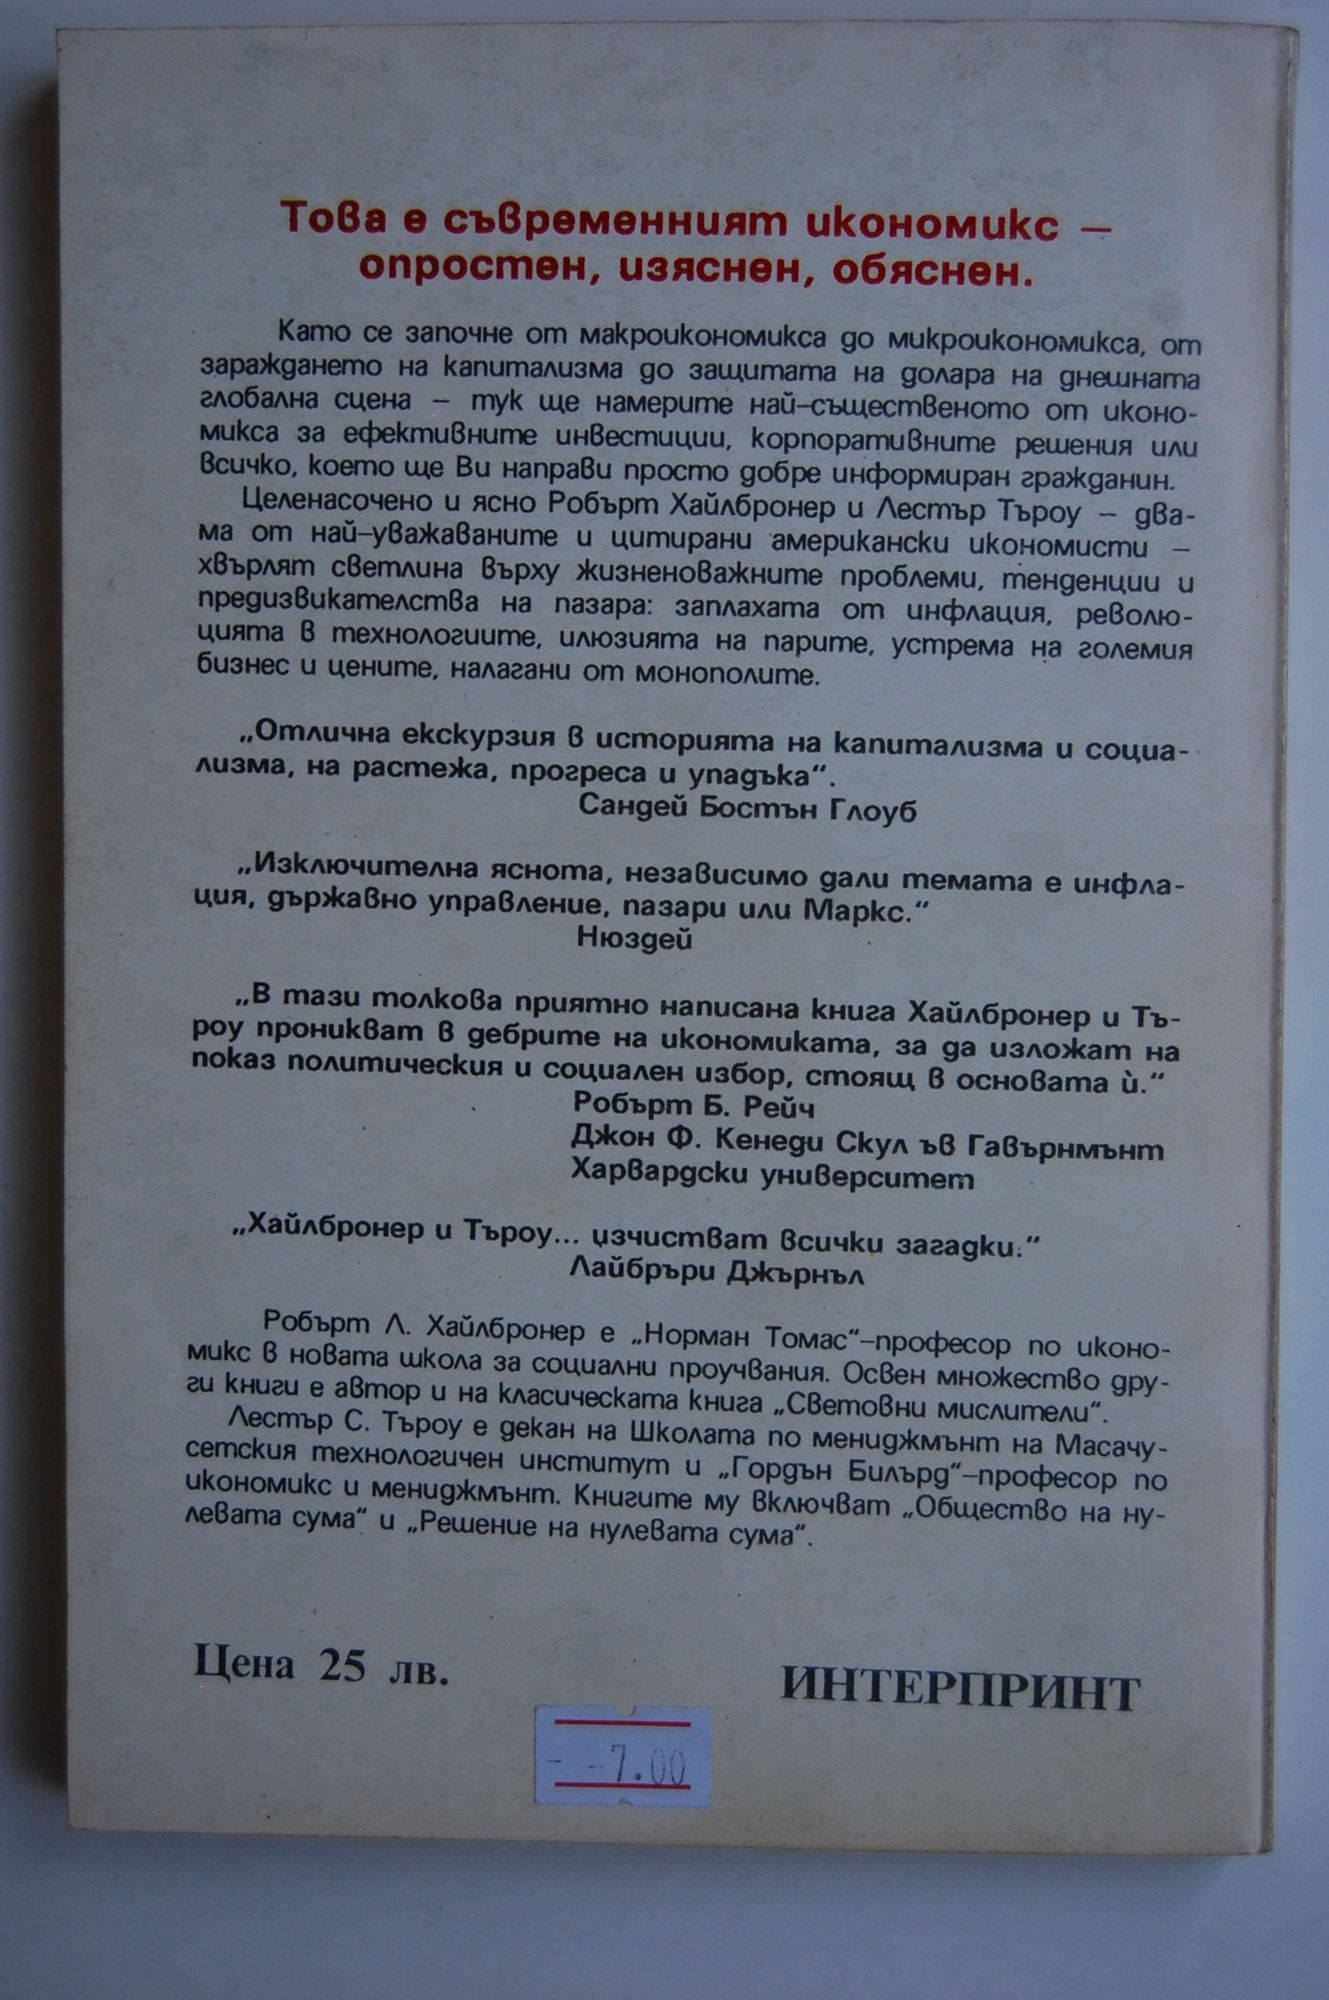 Това е съвременният икономикс –
опростен, изяснен, обяснен.
Като се започне от макроикономикса до микроикономикса, от
зараждането на капитализма до защитата на долара на днешната
глобална сцена – тук ще намерите най-същественото от иконо-
микса за ефективните инвестиции, корпоративните решения или
всичко, което ще Ви направи просто добре информиран гражданин.
Целенасочено и ясно Робърт Хайлбронер и Лестър Търоу – два-
ма от най-уважаваните и цитирани американски икономисти –
хвърлят светлина върху жизненоважните проблеми, тенденции и
предизвикателства на пазара: заплахата от инфлация, револю-
цията в технологиите, илюзията на парите, устрема на големия
бизнес и цените, налагани от монополите.
„Отлична екскурзия в историята на капитализма и социа-
лизма, на растежа, прогреса и упадъка“.
Сандей Бостън Глоуб
„Изключителна яснота, независимо дали темата е инфла-
ция, държавно управление, пазари или Маркс.“
Нюздей
„В тази толкова приятно написана книга Хайлбронер и Тъ-
роу проникват в дебрите на икономиката, за да изложат на
показ политическия и социален избор, стоящ в основата ѝ.“
Робърт Б. Рейч
Джон Ф. Кенеди Скул ъв Гавърнмънт
Харвардски университет
„Хайлбронер и Търоу... изчистват всички загадки.“
Лайбръри Джърнъл
Робърт Л. Хайлбронер е „Норман Томас“-професор по иконо-
микс в новата школа за социални проучвания. Освен множество дру-
ги книги е автор и на класическата книга „Световни мислители“.
Лестър С. Търоу е декан на Школата по мениджмънт на Масачу-
сетския технологичен институт и „Гордън Билърд“-професор по
икономикс и мениджмънт. Книгите му включват „Общество на ну-
левата сума“ и „Решение на нулевата сума“.
Цена 25 лв.
ИНТЕРПРИНТ
- --7.00